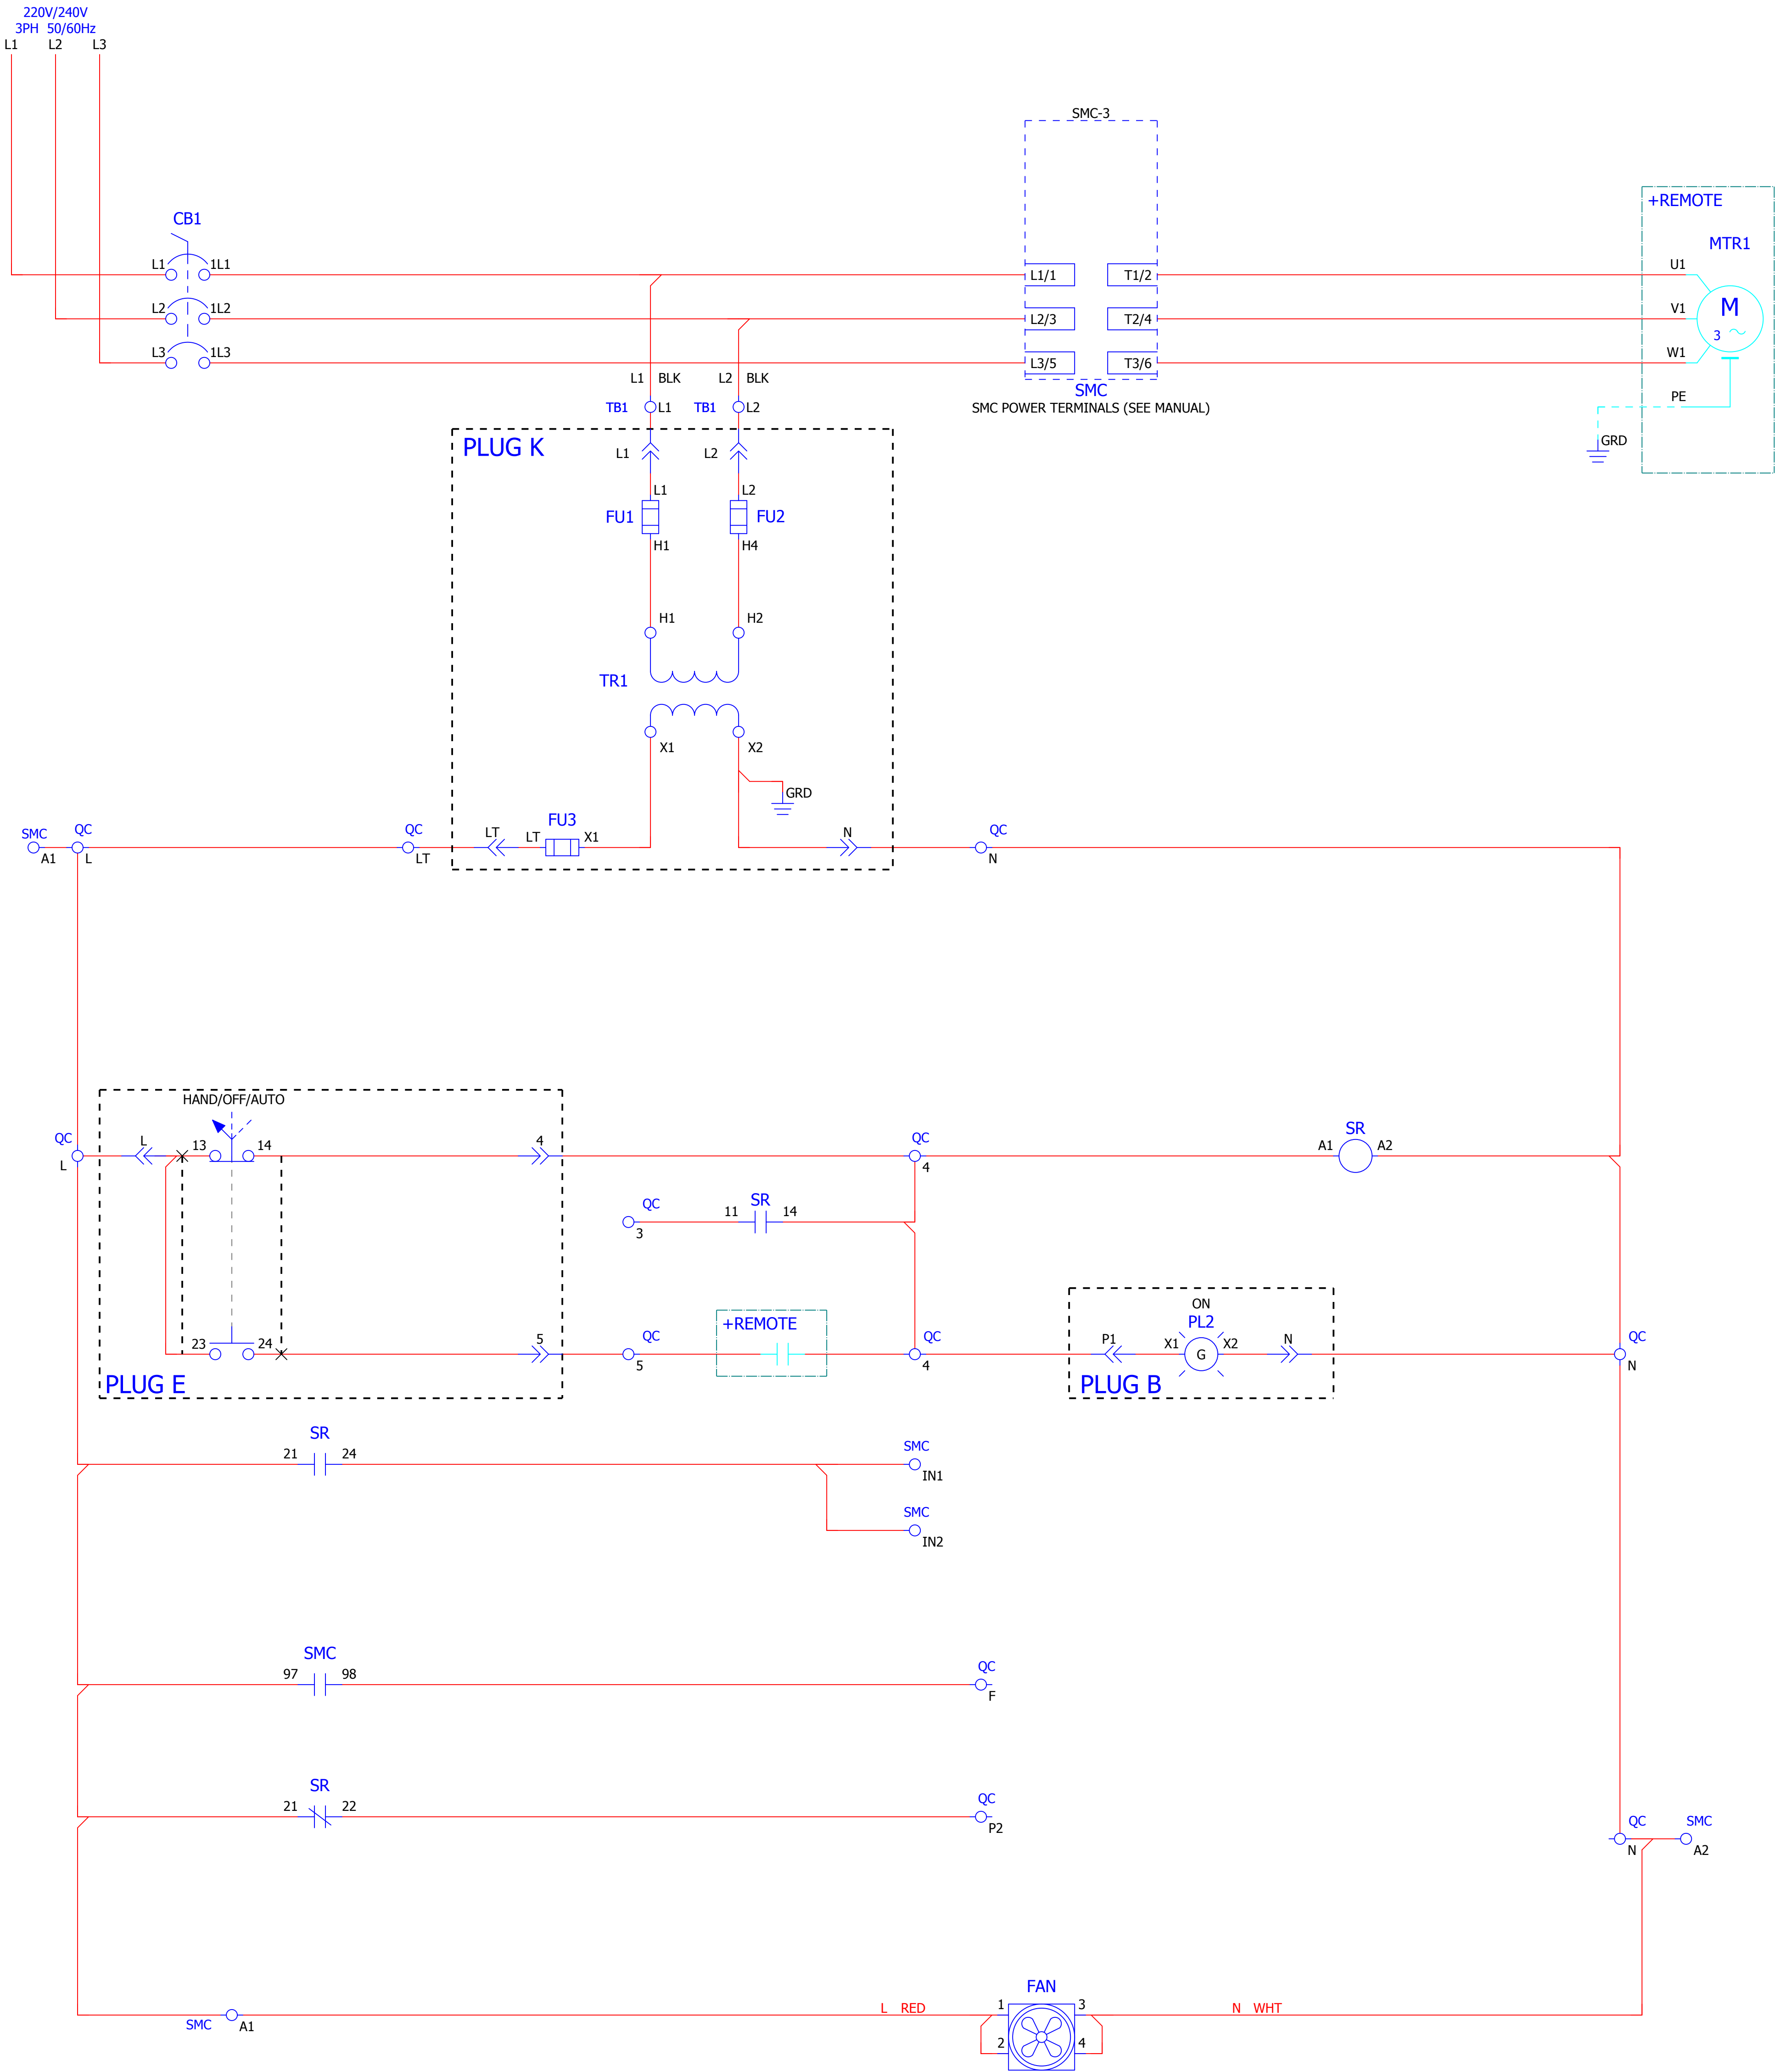 220V/240V
3PH 50/60Hz
L1 L2 L3
SMC-3
+REMOTE
CB1
MTR1
L1 1L1
L1/1 T1/2
U1
L2 1L2
L2/3 T2/4
V1
M
3
L3 1L3
L3/5 T3/6
W1
L1 BLK L2 BLK
SMC
PE
TB1 L1 TB1 L2
SMC POWER TERMINALS (SEE MANUAL)
GRD
PLUG K
L1 L2
L1 L2
FU1 FU2
H1 H4
H1 H2
TR1
X1 X2
GRD
SMC QC QC LT LT FU3 X1 N QC
A1 L LT N
HAND/OFF/AUTO
QC L 13 14 4 QC A1 SR A2
L 4
QC 11 SR 14
3
ON
+REMOTE
PL2
23 24 5 QC QC P1 X1 G X2 N QC
5 4 N
PLUG E
PLUG B
SR
21 24
SMC
IN1
SMC
IN2
SMC
97 98
QC
F
SR
21 22
QC
P2
QC SMC
N A2
FAN
L RED 1 3 N WHT
SMC A1
2 4